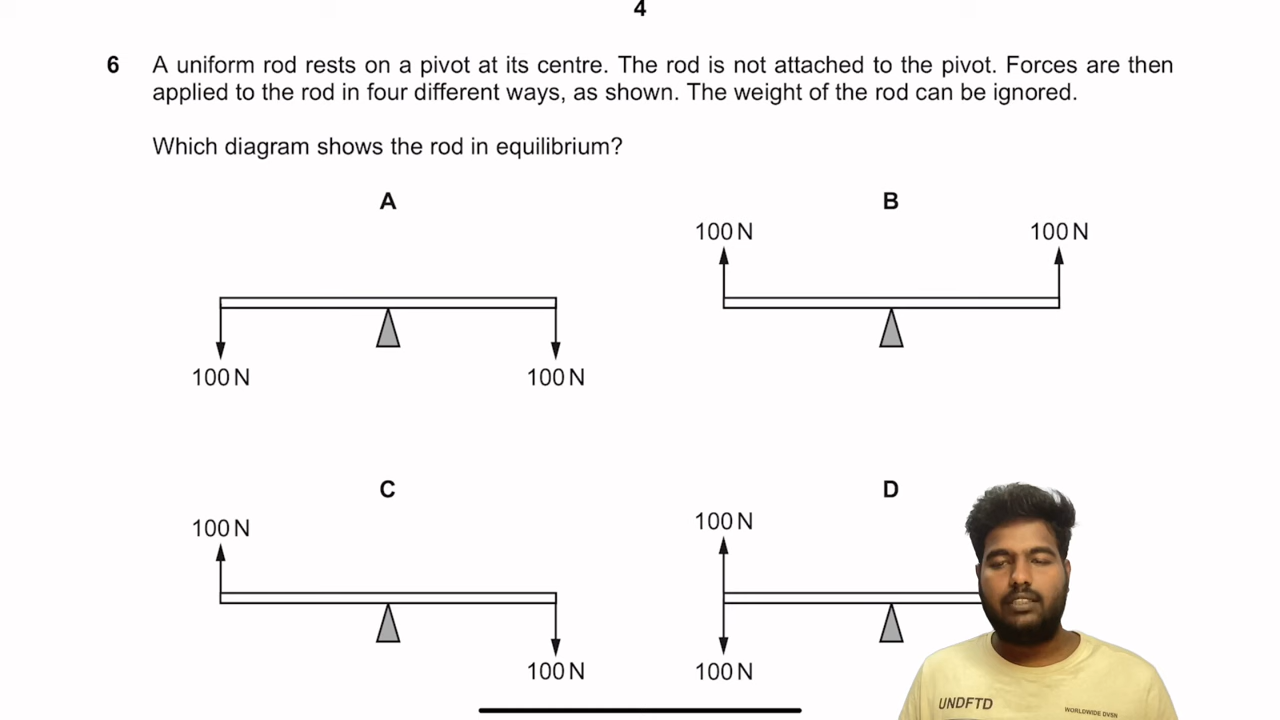 4
6 A uniform rod rests on a pivot at its centre. The rod is not attached to the pivot. Forces are then
applied to the rod in four different ways, as shown. The weight of the rod can be ignored.
Which diagram shows the rod in equilibrium?
A
B
100 N
100 N
100 N
100 N
C
D
100 N
100 N
100 N
100 N
UNDFTD
WORLDWIDE DVSN